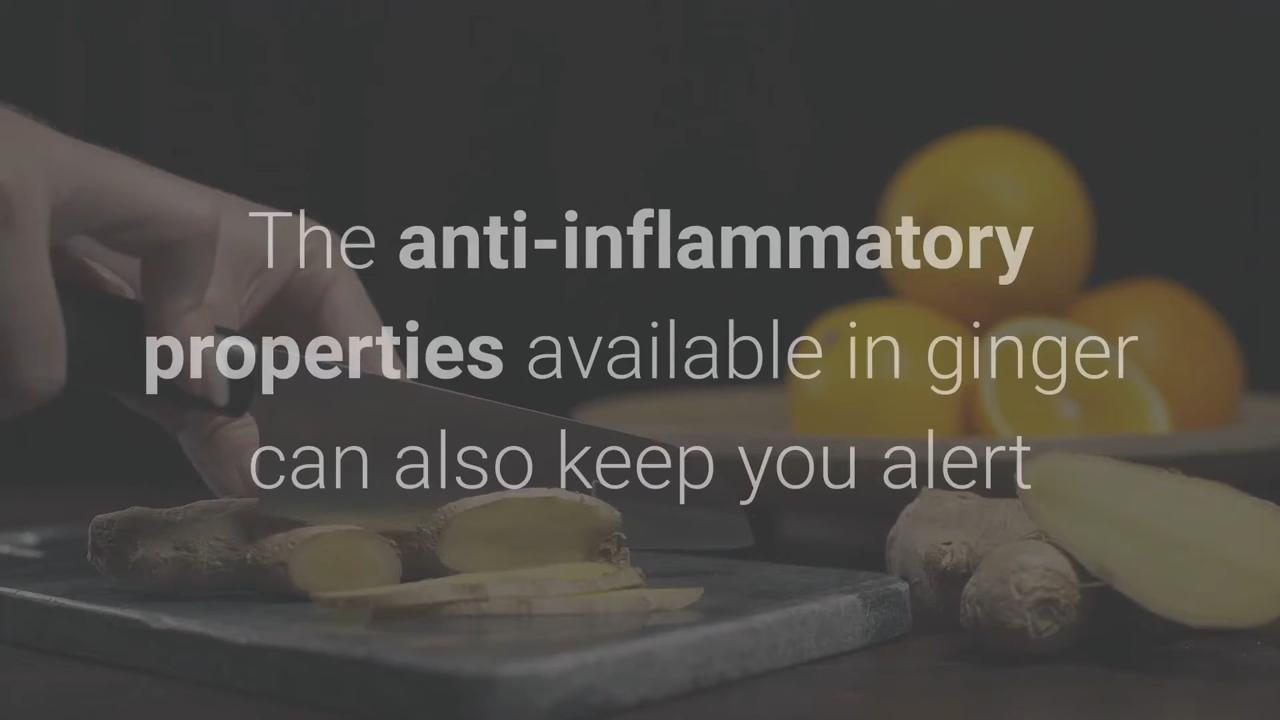 The anti-inflammatory
properties available in ginger
can also keep you alert